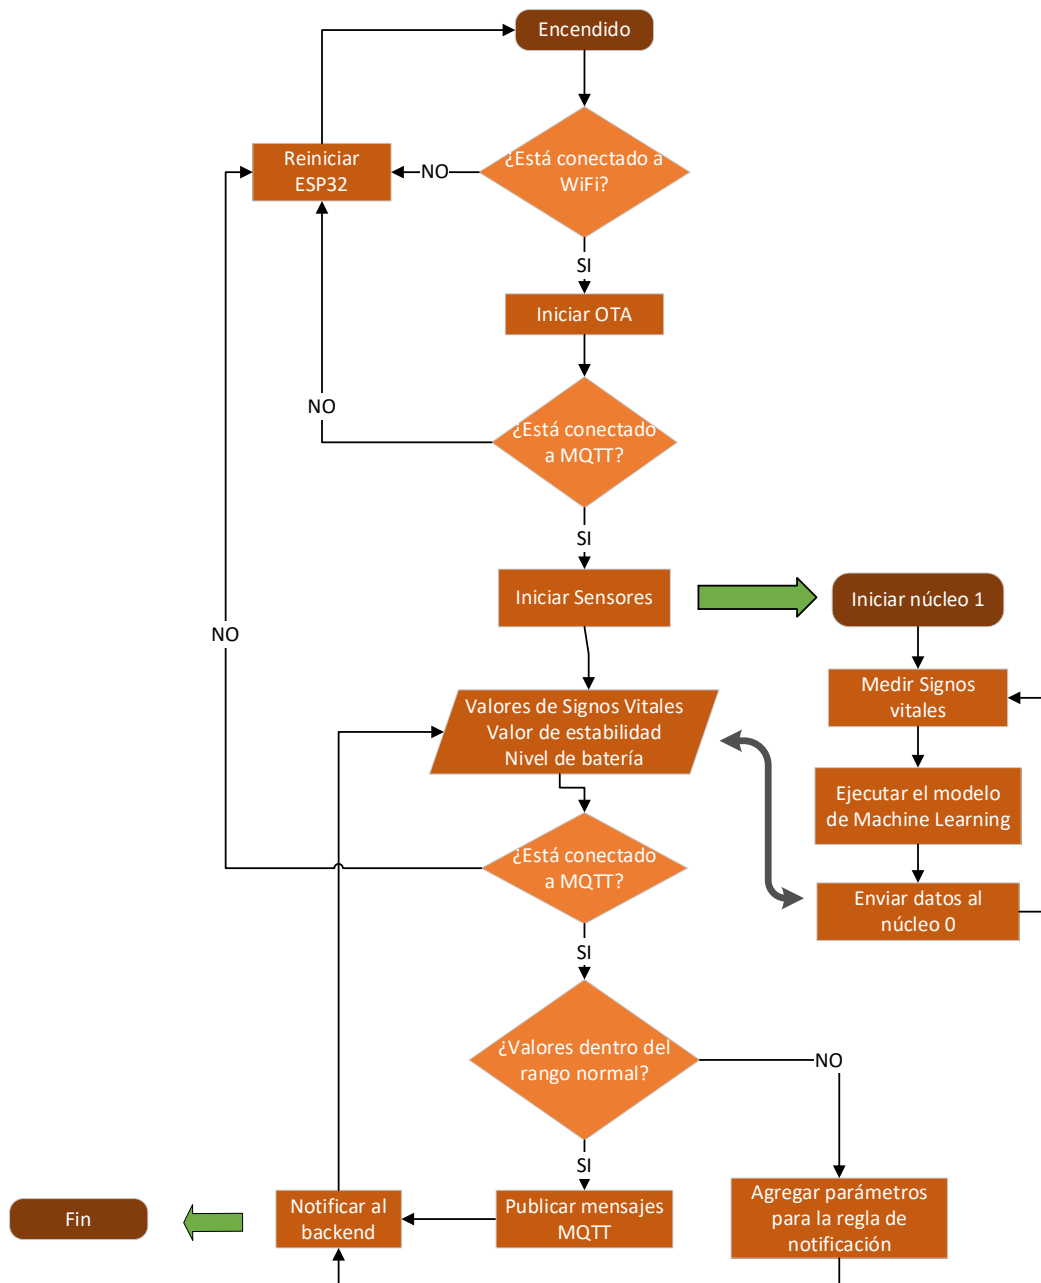 Encendido
¿Está conectado a
WiFi?
NO
Reiniciar
ESP32
SI
Iniciar OTA
¿Está conectado
a MQTT?
NO
SI
Iniciar Sensores
Iniciar núcleo 1
NO
Medir Signos
vitales
Valores de Signos Vitales
Valor de estabilidad
Nivel de batería
Ejecutar el modelo
de Machine Learning
¿Está conectado
a MQTT?
Enviar datos al
núcleo 0
SI
¿Valores dentro del
rango normal?
NO
SI
Fin
Notificar al
backend
Publicar mensajes
MQTT
Agregar parámetros
para la regla de
notificación